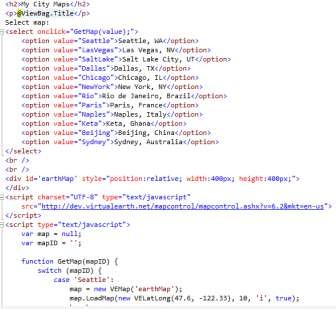 <h2>My City Maps</h2>
<p>@ViewBag.Title</p>
Select map:
<select onclick="GetMap(value);">
<option value="Seattle">Seattle, WA</option>
<option value="LasVegas">Las Vegas, NV</option>
<option value="SaltLake">Salt Lake City, UT</option>
<option value="Dallas">Dallas, TX</option>
<option value="Chicago">Chicago, IL</option>
<option value="NewYork">New York, NY</option>
<option value="Rio">Rio de Janeiro, Brazil</option>
<option value="Paris">Paris, France</option>
<option value="Naples">Naples, Italy</option>
<option value="Keta">Keta, Ghana</option>
<option value="Beijing">Beijing, China</option>
<option value="Sydney">Sydney, Australia</option>
</select>
<br />
<br />
<div id='earthMap' style="position:relative; width:400px; height:400px;">
</div>
<script charset="UTF-8" type="text/javascript"
src="http://dev.virtualearth.net/mapcontrol/mapcontrol.ashx?v=6.2&mkt=en-us">
</script>
<script type="text/javascript">
var map = null;
var mapID = '';
function GetMap(mapID) {
switch (mapID) {
case 'Seattle':
map = new VEMap('earthMap');
map.LoadMap(new VELatLong(47.6, -122.33), 10, 'i', true);